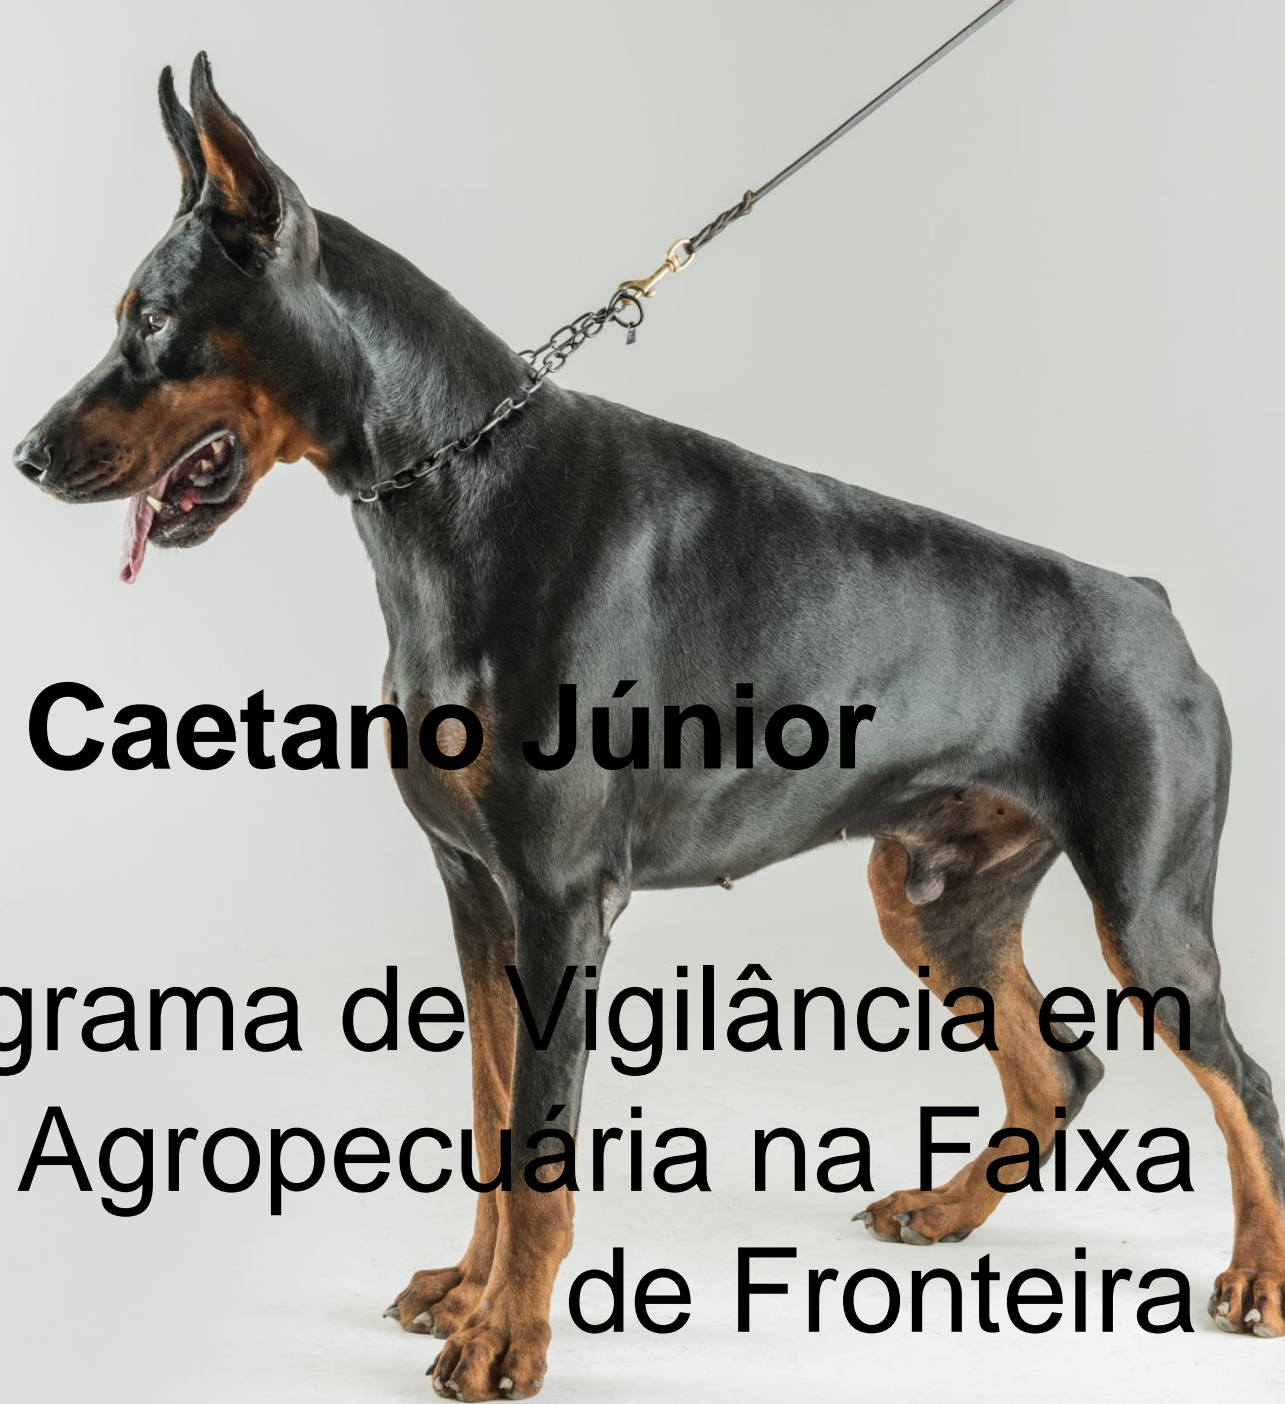 Caetano Júnior
grama de Vigilância em
Agropecuária na Faixa
de Fronteira